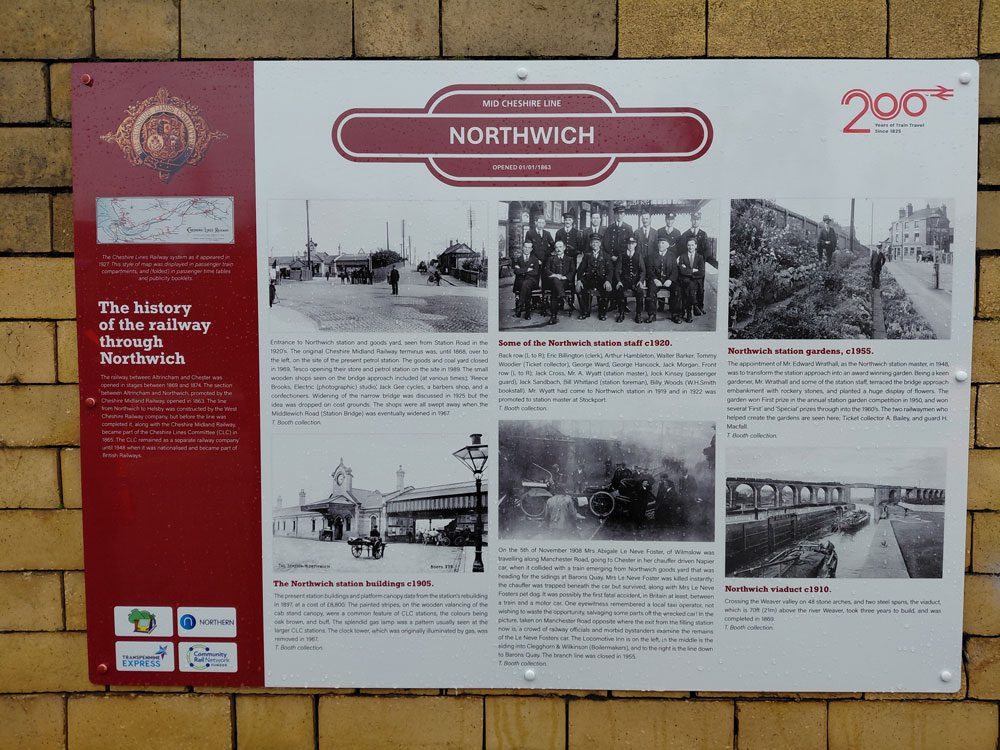 MID CHESHIRE LINE
NORTHWICH
OPENED 01/01/1863
200
Years of Train Travel
Since 1825
CHESHIRE LINES RAILWAY
The Cheshire Lines Railway system as it appeared in
1927. This style of map was displayed in passenger train
compartments, and (folded) in passenger time tables
and publicity booklets.
The history
of the railway
through
Northwich
The railway between Altrincham and Chester was
opened in stages between 1869 and 1874. The section
between Altrincham and Northwich, promoted by the
Cheshire Midland Railway, opened in 1863. The line
from Northwich to Helsby was constructed by the West
Cheshire Railway company, but before the line was
completed it, along with the Cheshire Midland Railway,
became part of the Cheshire Lines Committee (CLC) in
1865. The CLC remained as a separate railway company
until 1948 when it was nationalised and became part of
British Railways.
NORTHERN
TRANSPENNINE
EXPRESS
Community
Rail Network
Entrance to Northwich station and goods yard, seen from Station Road in the
1920's. The original Cheshire Midland Railway terminus was, until 1868, over to
the left, on the site of the present petrol station. The goods and coal yard closed
in 1969, Tesco opening their store and petrol station on the site in 1989. The small
wooden shops seen on the bridge approach included (at various times); 'Fleece'
Brooks, Electric (photographic) studio, Jack Gee cycles, a barbers shop, and a
confectioners. Widening of the narrow bridge was discussed in 1925 but the
idea was dropped on cost grounds. The shops were all swept away when the
Middlewich Road (Station Bridge) was eventually widened in 1967.
T. Booth collection.
THE STATION NORTHWICH
The Northwich station buildings c1905.
The present station buildings and platform canopy date from the station's rebuilding
in 1897, at a cost of £8,800. The painted stripes, on the wooden valancing of the
cab stand canopy, were a common feature of CLC stations, the colours being
oak brown, and buff. The splendid gas lamp was a pattern usually seen at the
larger CLC stations. The clock tower, which was originally illuminated by gas, was
removed in 1967.
T. Booth collection.
Some of the Northwich station staff c1920.
Back row (L to R); Eric Billington (clerk), Arthur Hambleton, Walter Barker, Tommy
Woodier (Ticket collector), George Ward, George Hancock, Jack Morgan. Front
row (L to R); Jack Cross, Mr. A. Wyatt (station master), Jock Kinsey (passenger
guard), Jack Sandbach, Bill Whitland (station foreman), Billy Woods (W.H.Smith
bookstall). Mr. Wyatt had come to Northwich station in 1919 and in 1922 was
promoted to station master at Stockport.
T. Booth collection.
On the 5th of November 1908 Mrs Abigale Le Neve Foster, of Wilmslow was
travelling along Manchester Road, going to Chester in her chauffer driven Napier
car, when it collided with a train emerging from Northwich goods yard that was
heading for the sidings at Barons Quay. Mrs Le Neve Foster was killed instantly;
the chauffer was trapped beneath the car but survived, along with Mrs Le Neve
Fosters pet dog. It was possibly the first fatal accident, in Britain at least, between
a train and a motor car. One eyewitness remembered a local taxi operator, not
wishing to waste the opportunity, salvaging some parts off the wrecked car! In the
picture, taken on Manchester Road opposite where the exit from the filling station
now is, a crowd of railway officials and morbid bystanders examine the remains
of the Le Neve Fosters car. The Locomotive Inn is on the left; in the middle is the
siding into Clegghorn & Wilkinson (Boilermakers), and to the right is the line down
to Barons Quay. The branch line was closed in 1955.
T. Booth collection.
Northwich station gardens, c1955.
The appointment of Mr. Edward Wrathall, as the Northwich station master, in 1948,
was to transform the station approach into an award winning garden. Being a keen
gardener, Mr. Wrathall and some of the station staff, terraced the bridge approach
embankment with rockery stones, and planted a huge display of flowers. The
garden won First prize in the annual station garden competition in 1950, and won
several 'First' and 'Special' prizes through into the 1960's. The two railwaymen who
helped create the gardens are seen here; Ticket collector A. Bailey, and guard H.
Macfall.
T. Booth collection.
Northwich viaduct c1910.
Crossing the Weaver valley on 48 stone arches, and two steel spans, the viaduct,
which is 70ft (21m) above the river Weaver, took three years to build, and was
completed in 1869.
T. Booth collection.